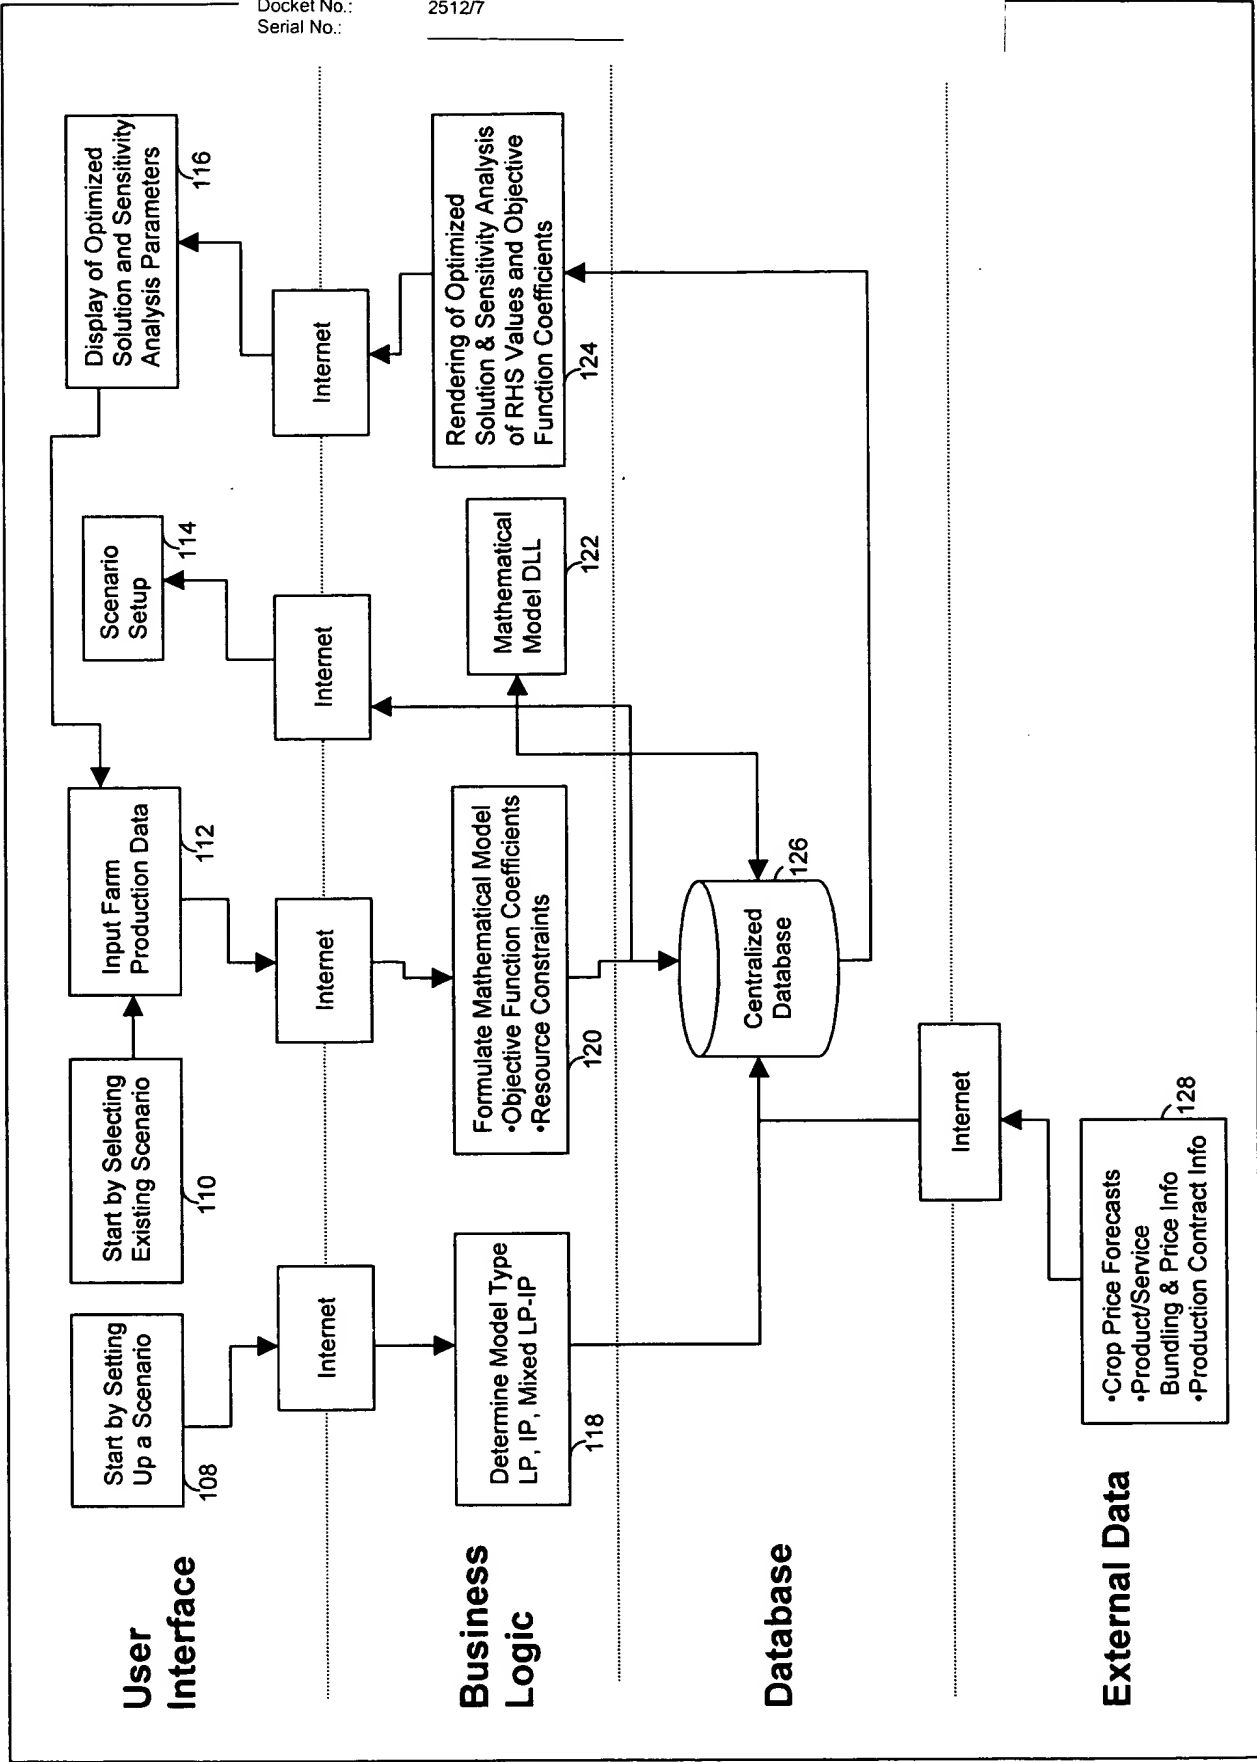 Docket No.: 2512/7
Serial No.:
User
Interface
Start by Setting
Up a Scenario
108
Start by Selecting
Existing Scenario
110
Input Farm
Production Data
112
Scenario
Setup
114
Display of Optimized
Solution and Sensitivity
Analysis Parameters
116
Internet
Internet
Internet
Internet
Business
Logic
Determine Model Type
LP, IP, Mixed LP-IP
118
Formulate Mathematical Model
•Objective Function Coefficients
•Resource Constraints
120
Mathematical
Model DLL
122
Rendering of Optimized
Solution & Sensitivity Analysis
of RHS Values and Objective
Function Coefficients
124
Database
Centralized
Database
126
Internet
External Data
•Crop Price Forecasts
•Product/Service
Bundling & Price Info
•Production Contract Info
128